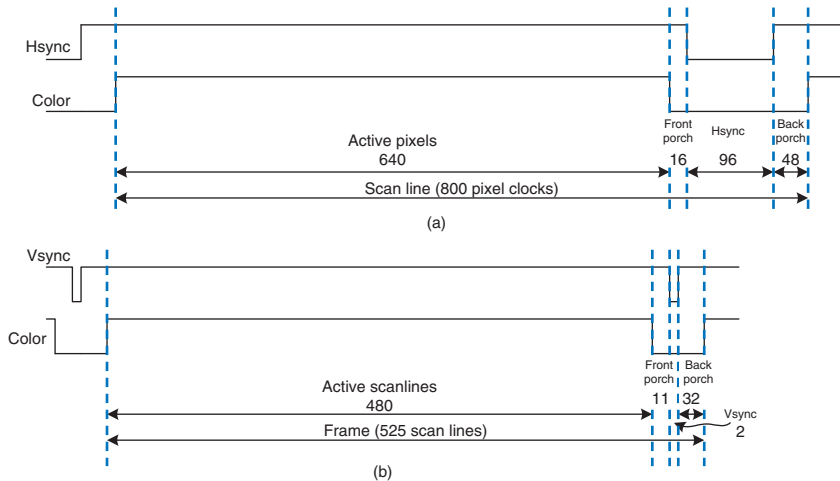 Hsync
Color
Front porch
Hsync
Back porch
Active pixels
640
16
96
48
Scan line (800 pixel clocks)
(a)
Vsync
Color
Front porch
Back porch
Active scanlines
480
11
32
Vsync
2
Frame (525 scan lines)
(b)